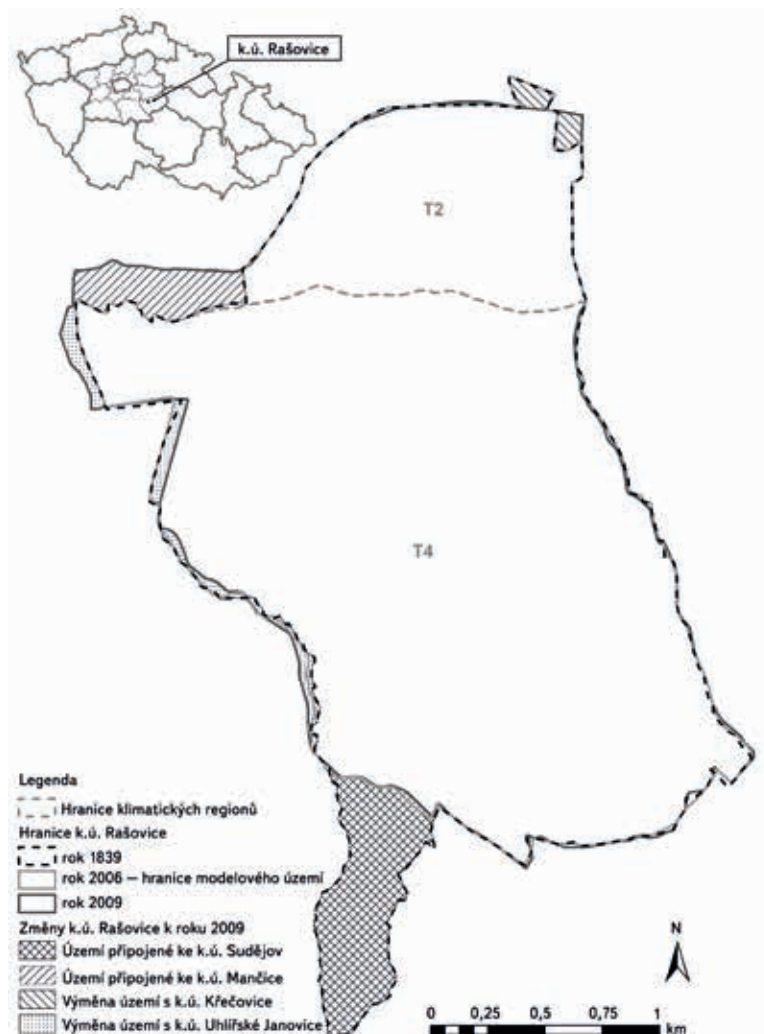 k.ú. Rašovice
T2
T4
Legenda
Hranice klimatických regionů
Hranice k.ú. Rašovice
rok 1839
rok 2006 – hranice modelového území
rok 2009
Změny k.ú. Rašovice k roku 2009
Území připojené ke k.ú. Sudějov
Území připojené ke k.ú. Mančice
Výměna území s k.ú. Křečovice
Výměna území s k.ú. Uhlířské Janovice
N
0 0,25 0,5 0,75 1
km